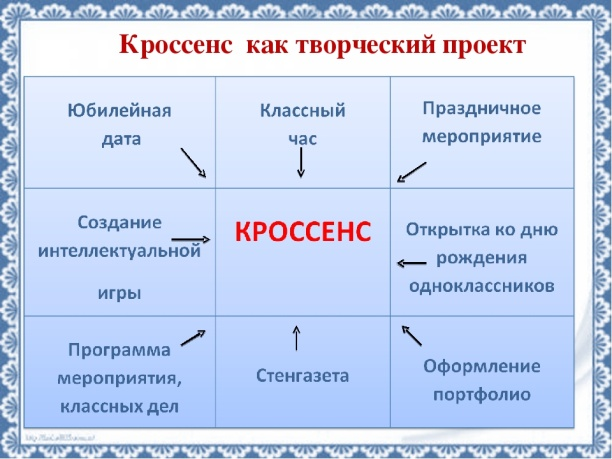 Кроссенс как творческий проект
Юбилейная
дата
Классный
час
Праздничное
мероприятие
Создание
интеллектуальной
игры
КРОССЕНС
Открытка ко дню
рождения
одноклассников
Программа
мероприятия,
классных дел
Стенгазета
Оформление
портфолио